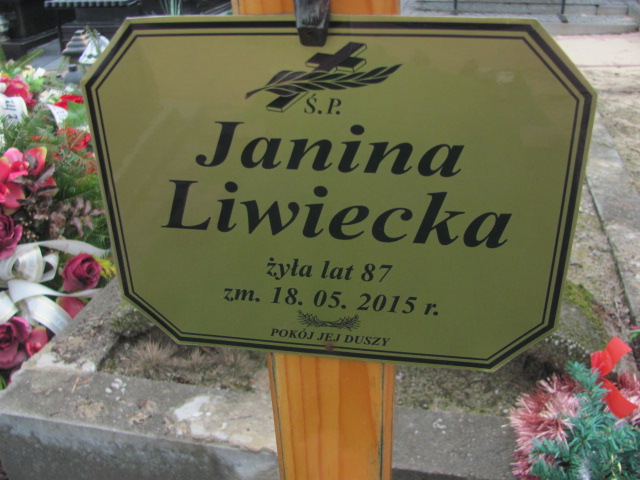 Ś.P.
Janina
Liwiecka
żyła lat 87
zm. 18. 05. 2015 r.
POKÓJ JEJ DUSZY